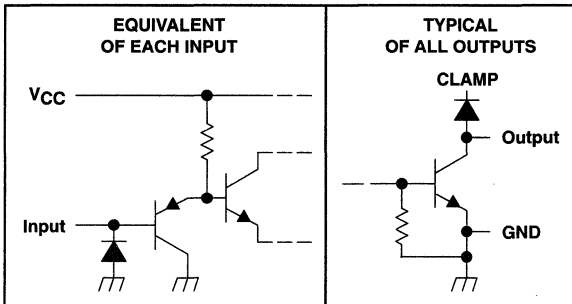 EQUIVALENT
OF EACH INPUT
VCC
Input
TYPICAL
OF ALL OUTPUTS
CLAMP
Output
GND